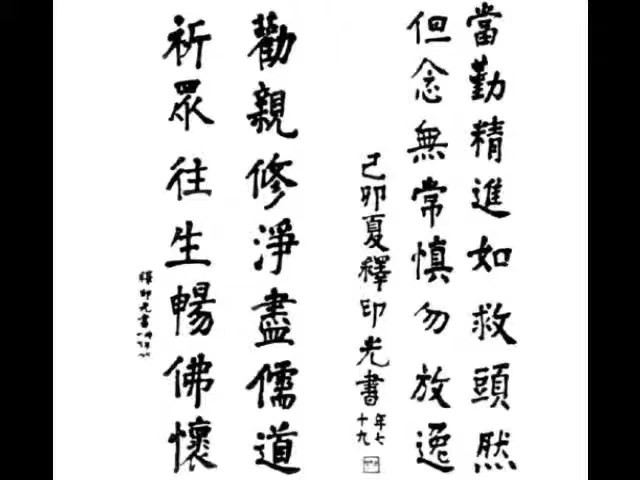 當勤精進如救頭然
但念無常慎勿放逸
己卯夏釋印光書
年七十九
勸親修淨盡儒道
祈眾往生暢佛懷
釋印光書